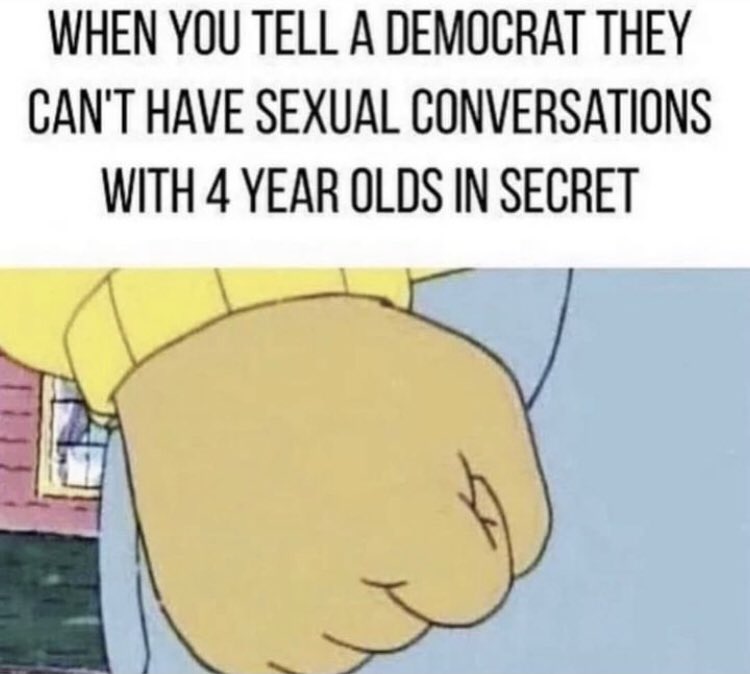 WHEN YOU TELL A DEMOCRAT THEY
CAN'T HAVE SEXUAL CONVERSATIONS
WITH 4 YEAR OLDS IN SECRET